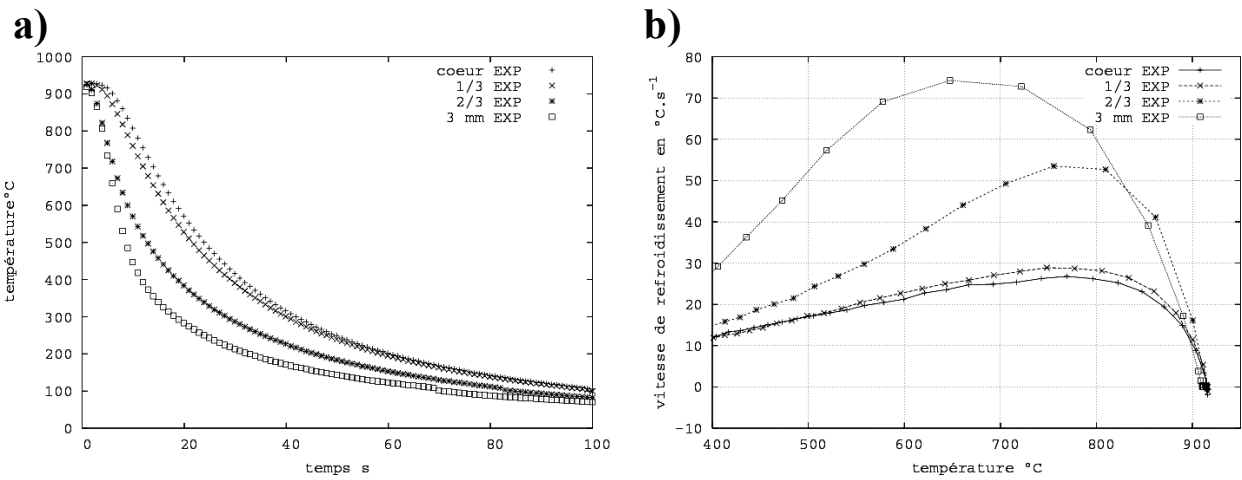 a)
1000
900
800
700
600
500
400
300
200
100
0
température°C
0
20
40
60
80
100
temps s
coeur EXP
1/3 EXP
2/3 EXP
3 mm EXP
b)
80
70
60
50
40
30
20
10
0
-10
vitesse de refroidissement en °C.s⁻¹
400
500
600
700
800
900
température °C
coeur EXP
1/3 EXP
2/3 EXP
3 mm EXP